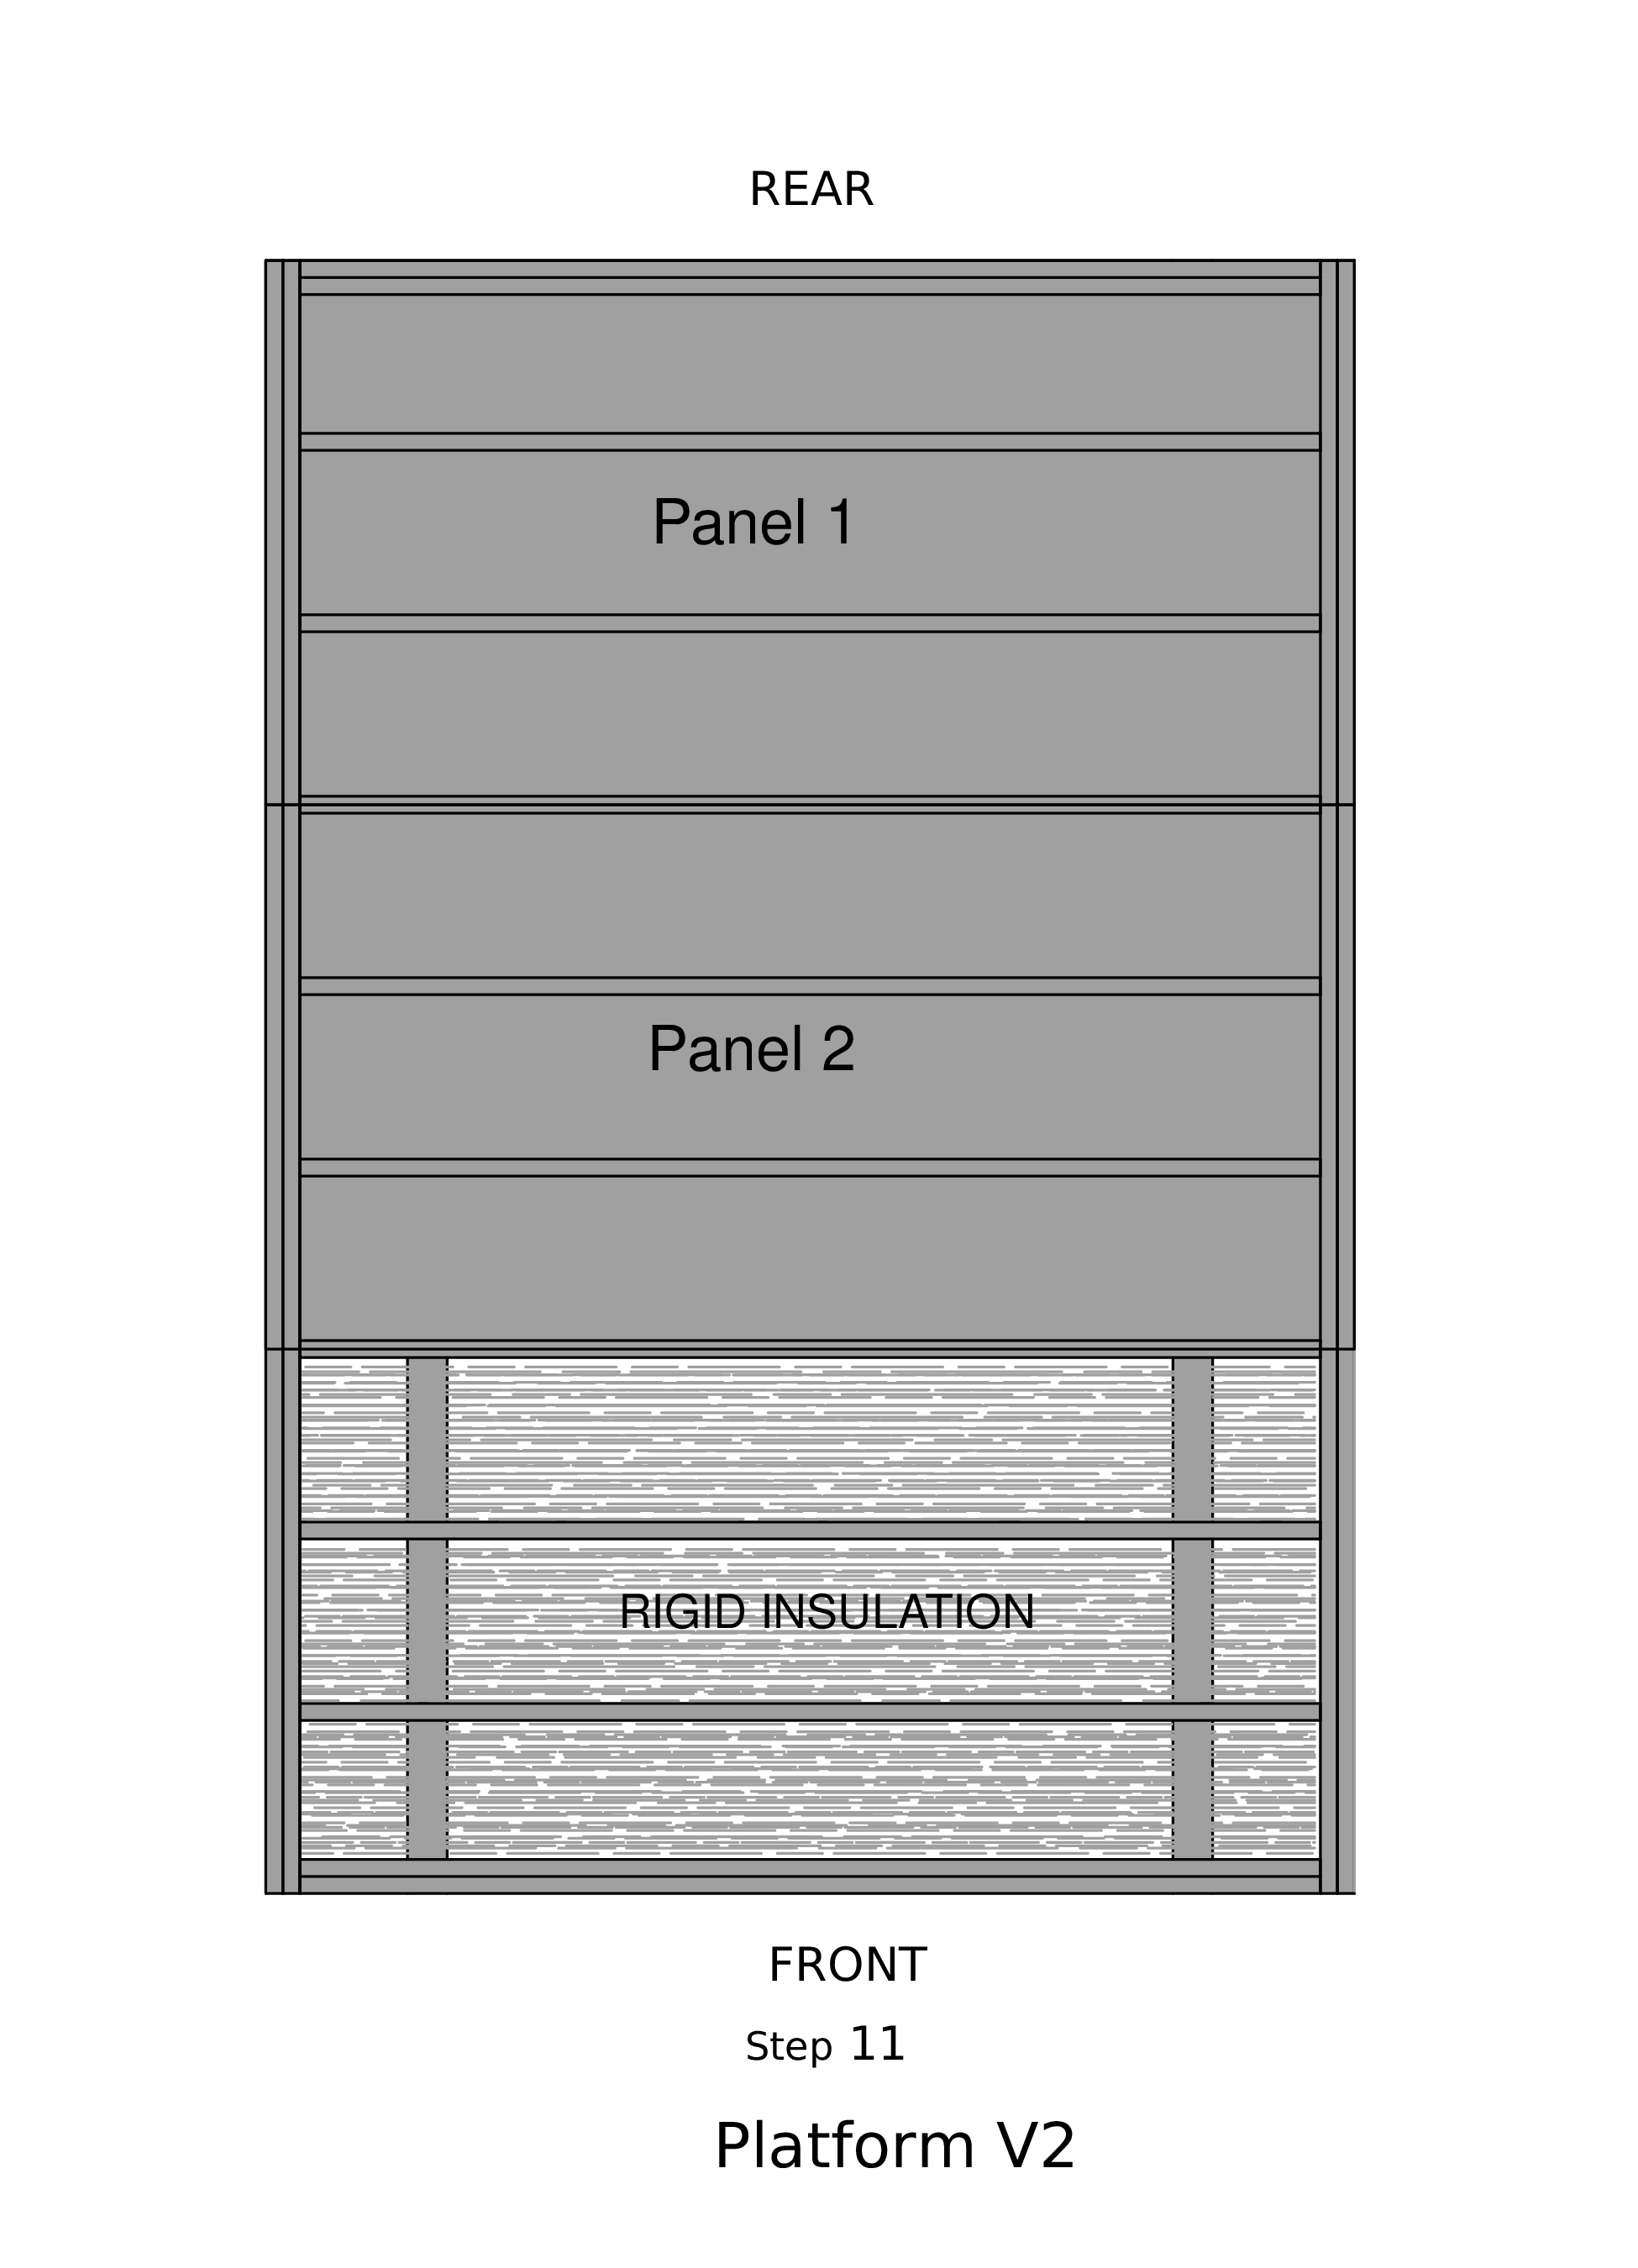 REAR
Panel 1
Panel 2
RIGID INSULATION
FRONT
Step 11
Platform V2